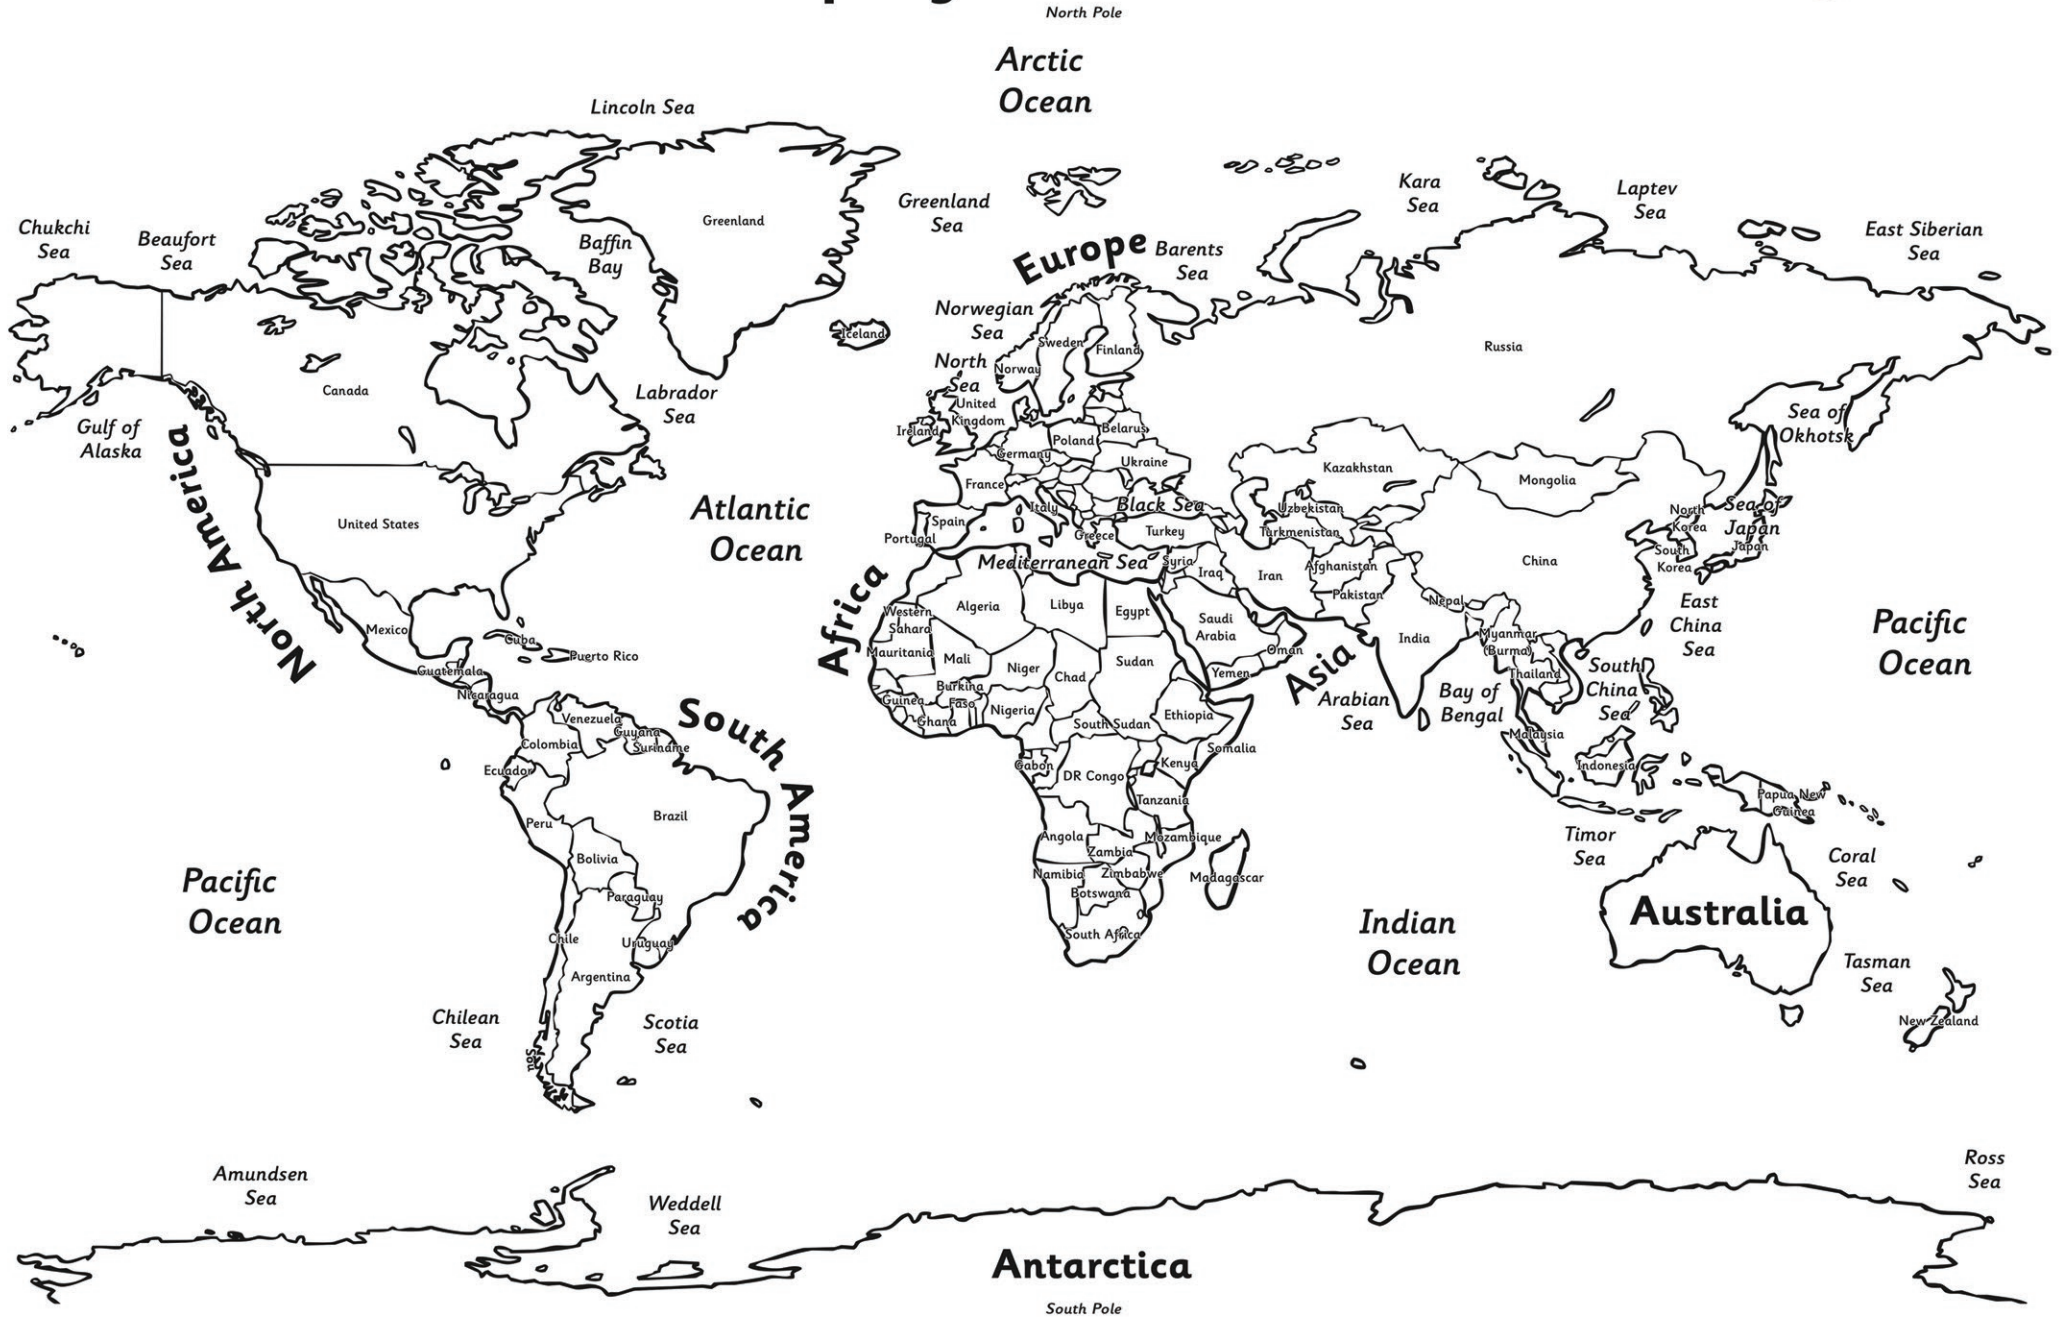 North Pole
Arctic
Ocean
Lincoln Sea
Greenland
Sea
Kara
Sea
Laptev
Sea
East Siberian
Sea
Chukchi
Sea
Beaufort
Sea
Baffin
Bay
Greenland
Europe
Barents
Sea
Norwegian
Sea
Iceland
North
Sea
Sweden
Finland
Norway
Russia
Canada
Labrador
Sea
Gulf of
Alaska
Sea of
Okhotsk
United
Kingdom
Ireland
Belarus
Poland
Germany
Ukraine
France
Kazakhstan
Mongolia
North America
United States
Atlantic
Ocean
Italy
Black Sea
Spain
Portugal
Greece
Turkey
Uzbekistan
Turkmenistan
North
Korea
Sea of
Japan
Japan
South
Korea
China
Mediterranean Sea
Syria
Iraq
Iran
Afghanistan
Pakistan
Nepal
Africa
Algeria
Libya
Egypt
Western
Sahara
Saudi
Arabia
Oman
Yemen
India
Asia
Myanmar
(Burma)
Thailand
East
China
Sea
Pacific
Ocean
Mexico
Cuba
Puerto Rico
Guatemala
Nicaragua
Mauritania
Mali
Niger
Chad
Sudan
Burkina
Faso
Guinea
Ghana
Nigeria
South Sudan
Ethiopia
Somalia
Arabian
Sea
Bay of
Bengal
South
China
Sea
Malaysia
Indonesia
South America
Venezuela
Guyana
Suriname
Colombia
Ecuador
Brazil
Peru
Bolivia
Paraguay
Chile
Uruguay
Argentina
Gabon
DR Congo
Kenya
Tanzania
Angola
Mozambique
Zambia
Zimbabwe
Namibia
Botswana
Madagascar
South Africa
Papua New
Guinea
Timor
Sea
Coral
Sea
Australia
Pacific
Ocean
Indian
Ocean
Tasman
Sea
New Zealand
Chilean
Sea
Scotia
Sea
Amundsen
Sea
Weddell
Sea
Ross
Sea
Antarctica
South Pole